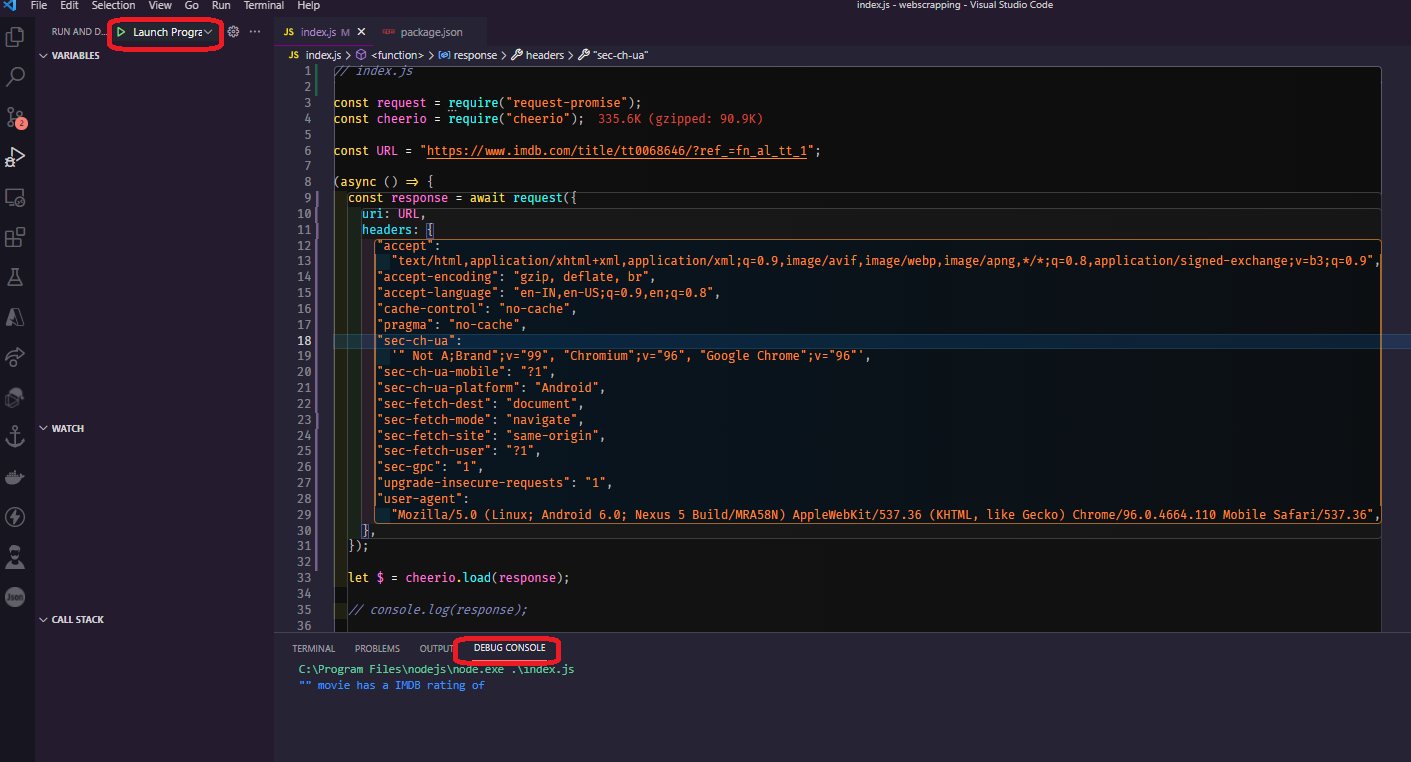 File Edit Selection View Go Run Terminal Help
index.js - webscrapping - Visual Studio Code
RUN AND D... Launch Progra
JS index.js M package.json
VARIABLES
JS index.js > <function> > response > headers > "sec-ch-ua"
1 // index.js
2
3 const request = require("request-promise");
4 const cheerio = require("cheerio"); 335.6K (gzipped: 90.9K)
5
6 const URL = "https://www.imdb.com/title/tt0068646/?ref_=fn_al_tt_1";
7
8 (async () => {
9 const response = await request({
10 uri: URL,
11 headers: {
12 "accept":
13 "text/html,application/xhtml+xml,application/xml;q=0.9,image/avif,image/webp,image/apng,*/*;q=0.8,application/signed-exchange;v=b3;q=0.9",
14 "accept-encoding": "gzip, deflate, br",
15 "accept-language": "en-IN,en-US;q=0.9,en;q=0.8",
16 "cache-control": "no-cache",
17 "pragma": "no-cache",
18 "sec-ch-ua":
19 '" Not A;Brand";v="99", "Chromium";v="96", "Google Chrome";v="96"',
20 "sec-ch-ua-mobile": "?1",
21 "sec-ch-ua-platform": "Android",
22 "sec-fetch-dest": "document",
23 "sec-fetch-mode": "navigate",
24 "sec-fetch-site": "same-origin",
25 "sec-fetch-user": "?1",
26 "sec-gpc": "1",
27 "upgrade-insecure-requests": "1",
28 "user-agent":
29 "Mozilla/5.0 (Linux; Android 6.0; Nexus 5 Build/MRA58N) AppleWebKit/537.36 (KHTML, like Gecko) Chrome/96.0.4664.110 Mobile Safari/537.36",
30 },
31 });
32
33 let $ = cheerio.load(response);
34
35 // console.log(response);
36
2
WATCH
Json
CALL STACK
TERMINAL PROBLEMS OUTPUT DEBUG CONSOLE
C:\Program Files\nodejs\node.exe .\index.js
"" movie has a IMDB rating of